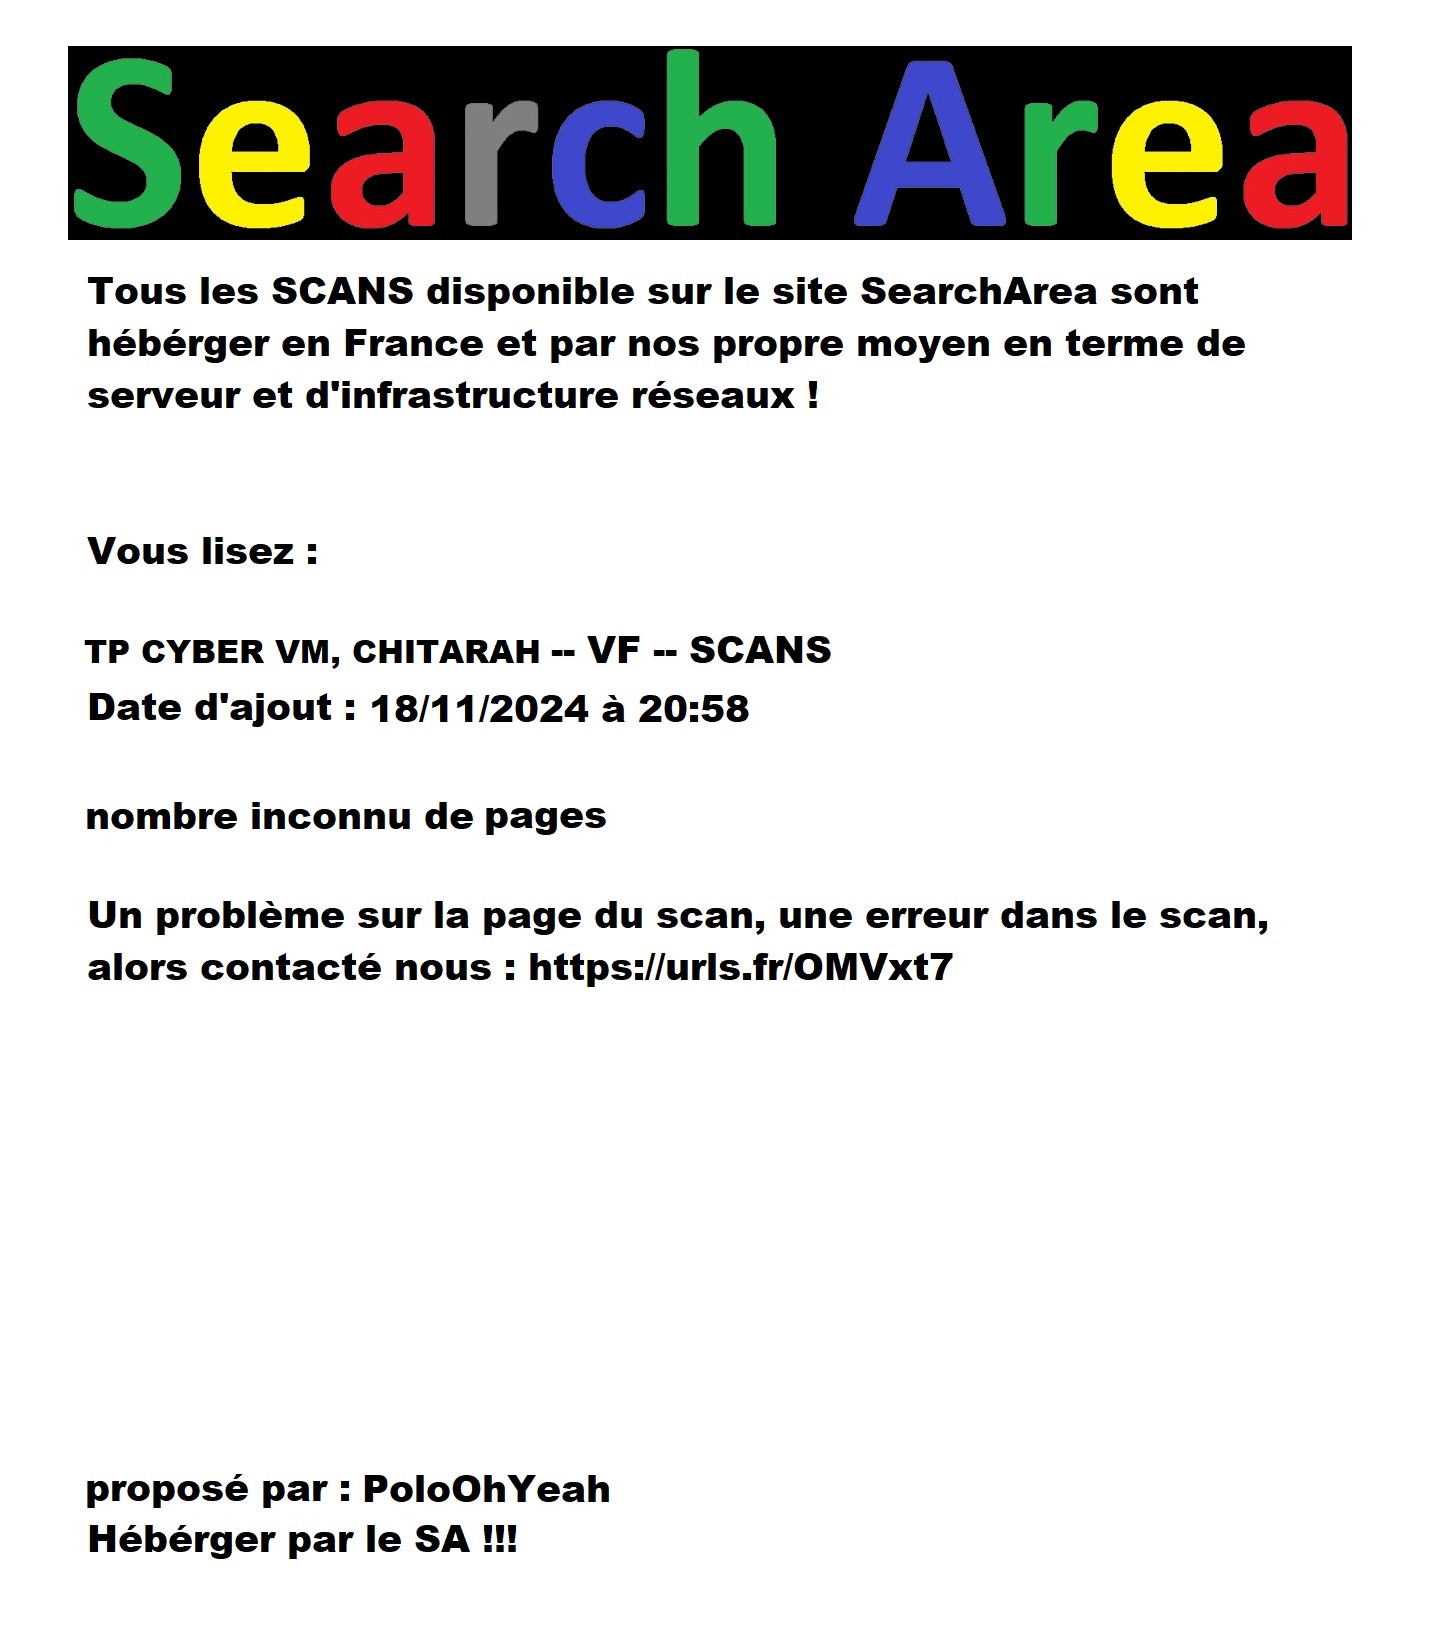 Search Area
Tous les SCANS disponible sur le site SearchArea sont
hébérger en France et par nos propre moyen en terme de
serveur et d'infrastructure réseaux !
Vous lisez :
TP CYBER VM, CHITARAH -- VF -- SCANS
Date d'ajout : 18/11/2024 à 20:58
nombre inconnu de pages
Un problème sur la page du scan, une erreur dans le scan,
alors contacté nous : https://urls.fr/OMVxt7
proposé par : PoloOhYeah
Hébérger par le SA !!!